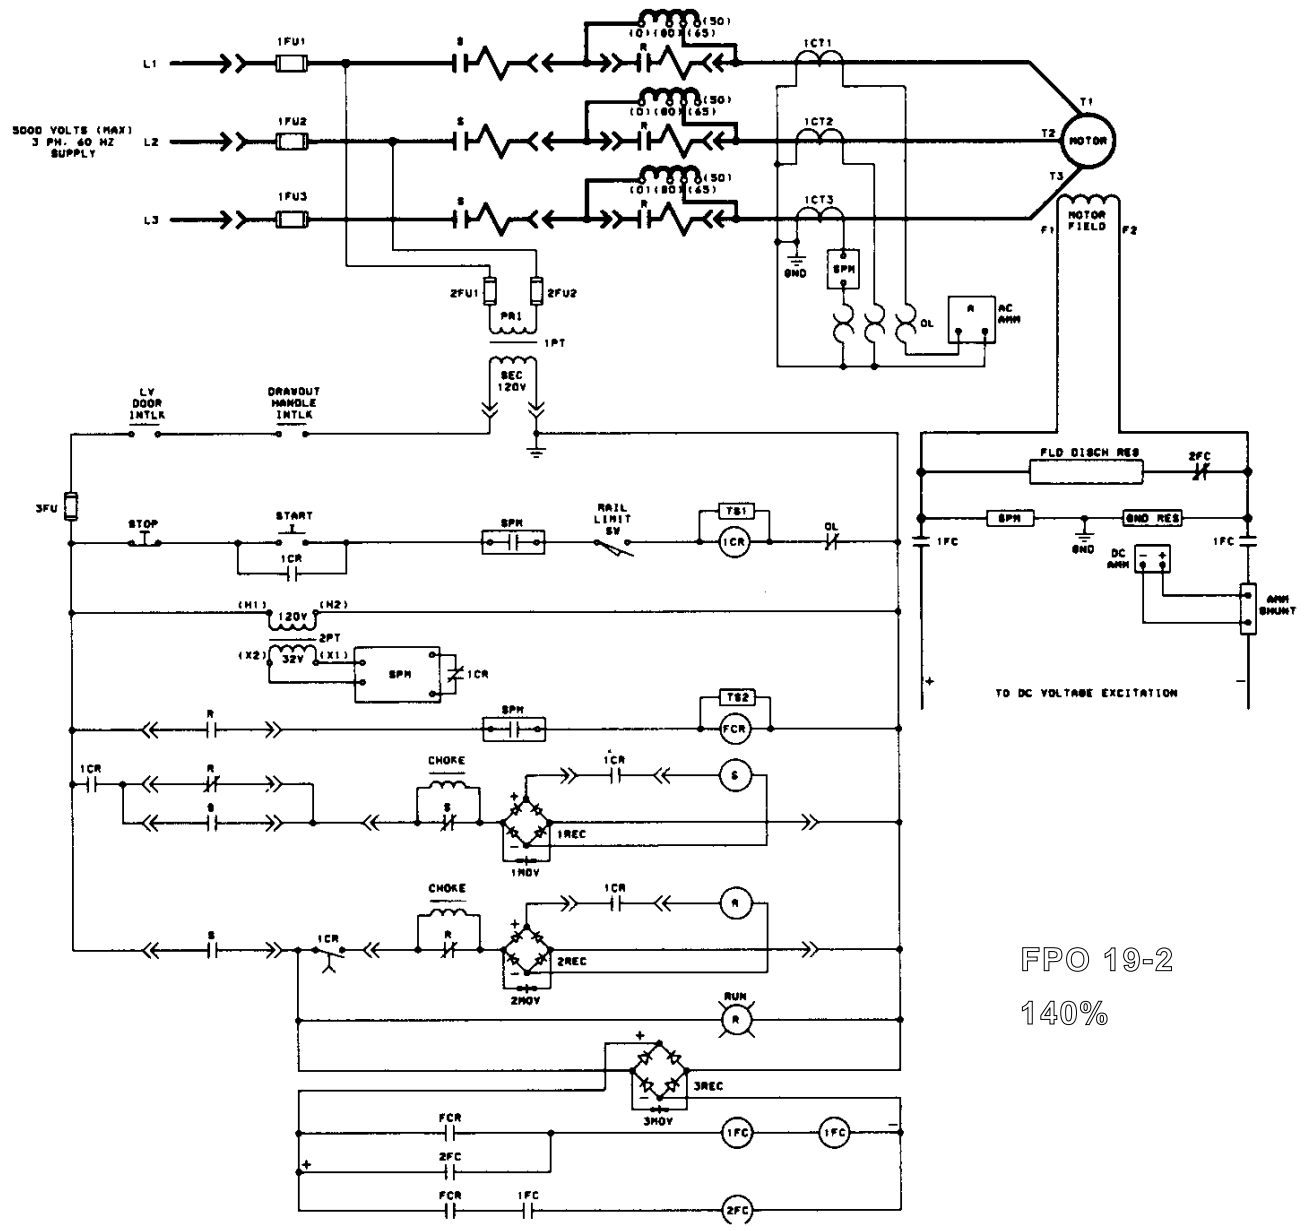 (50)
(0)(80)(65)
1FU1
S
R
1CT1
L1
T1
(50)
(0)(80)(65)
1FU2
S
R
1CT2
5000 VOLTS (MAX)
3 PH. 60 HZ
SUPPLY
L2
T2
MOTOR
T3
(50)
(0)(80)(65)
1FU3
S
R
1CT3
L3
MOTOR
FIELD
F1
F2
GND
SPM
2FU1
2FU2
PRI
1PT
SEC
120V
OL
A
AC
AMM
LV
DOOR
INTLK
DRAWOUT
HANDLE
INTLK
FLD DISCH RES
2FC
3FU
STOP
START
1CR
SPM
RAIL
LIMIT
SW
TS1
1CR
OL
SPM
GND RES
GND
1FC
1FC
DC
AMM
- +
AMM
SHUNT
(H1)
120V
(H2)
2PT
(X2)
32V
(X1)
SPM
1CR
+
-
TO DC VOLTAGE EXCITATION
R
SPM
TS2
FCR
1CR
R
CHOKE
1CR
S
S
S
+
-
1REC
1MOV
CHOKE
1CR
R
S
1CR
R
+
-
2REC
2MOV
RUN
R
+
-
3REC
3MOV
FCR
1FC
1FC
-
+
2FC
FCR
1FC
2FC
FPO 19-2
140%